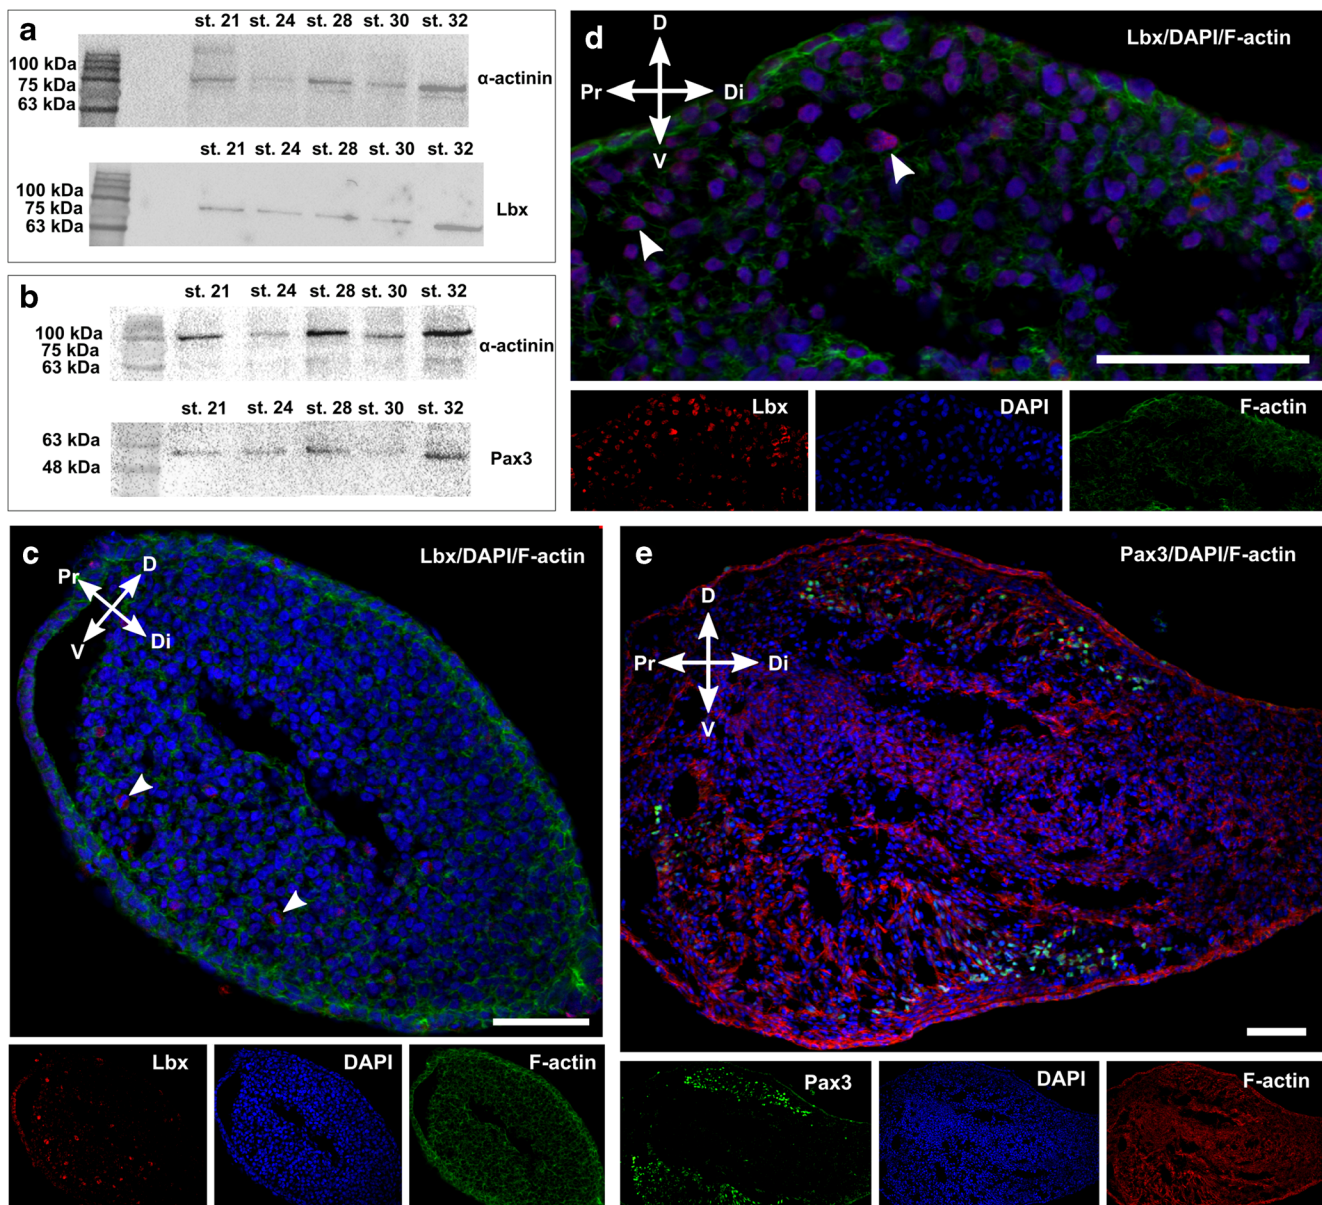 a
st. 21 st. 24 st. 28 st. 30 st. 32
100 kDa
75 kDa
63 kDa
α-actinin
st. 21 st. 24 st. 28 st. 30 st. 32
100 kDa
75 kDa
63 kDa
Lbx
b
st. 21 st. 24 st. 28 st. 30 st. 32
100 kDa
75 kDa
63 kDa
α-actinin
st. 21 st. 24 st. 28 st. 30 st. 32
63 kDa
48 kDa
Pax3
c
Lbx/DAPI/F-actin
Pr
D
V
Di
Lbx
DAPI
F-actin
d
Lbx/DAPI/F-actin
D
Pr
Di
V
Lbx
DAPI
F-actin
e
Pax3/DAPI/F-actin
D
Pr
Di
V
Pax3
DAPI
F-actin